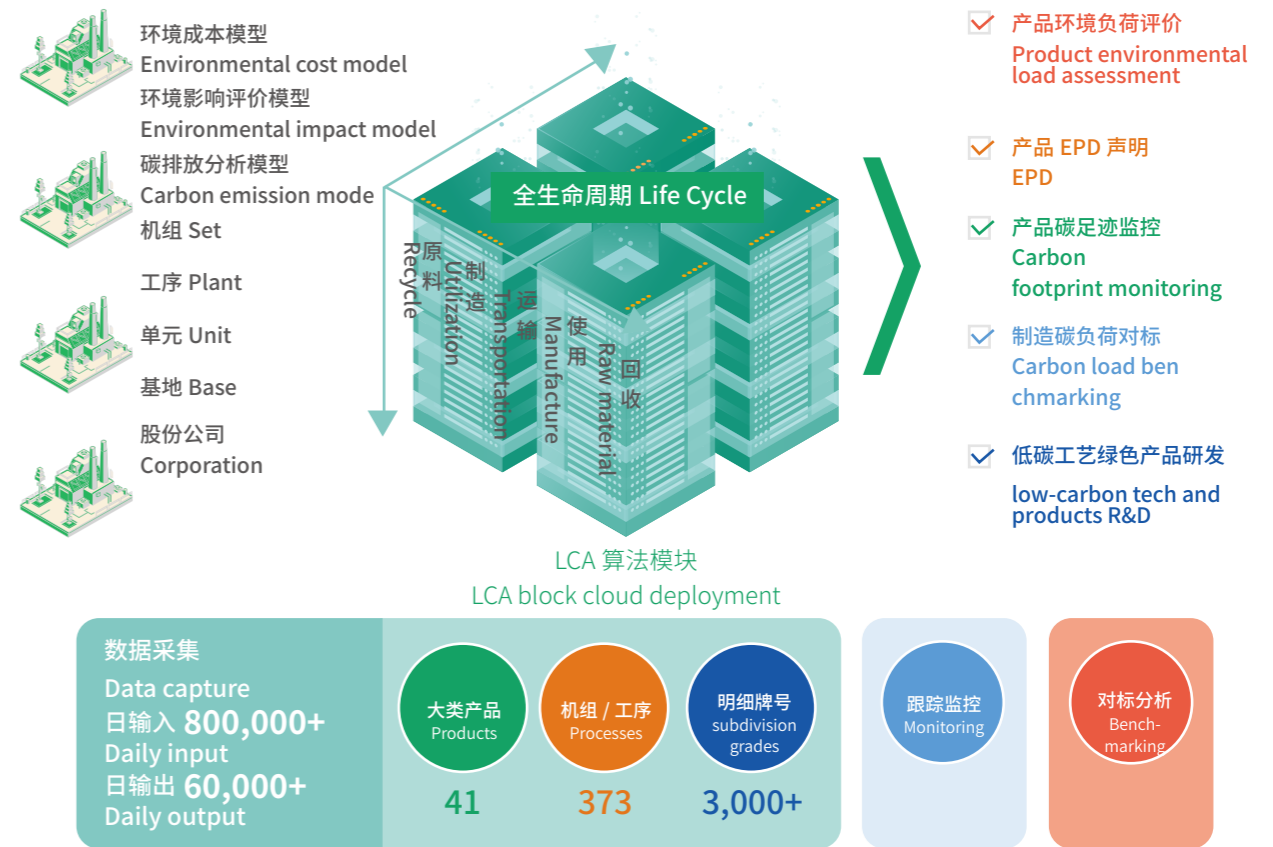 环境成本模型
Environmental cost model
环境影响评价模型
Environmental impact model
碳排放分析模型
Carbon emission mode
机组 Set
工序 Plant
单元 Unit
基地 Base
股份公司
Corporation
全生命周期 Life Cycle
原料
Recycle
制造
Utilization
运输
Transportation
使用
Manufacture
回收
Raw material
产品环境负荷评价
Product environmental
load assessment
产品 EPD 声明
EPD
产品碳足迹监控
Carbon
footprint monitoring
制造碳负荷对标
Carbon load ben
chmarking
低碳工艺绿色产品研发
low-carbon tech and
products R&D
LCA 算法模块
LCA block cloud deployment
数据采集
Data capture
日输入 800,000+
Daily input
日输出 60,000+
Daily output
大类产品
Products
41
机组 / 工序
Processes
373
明细牌号
subdivision
grades
3,000+
跟踪监控
Monitoring
对标分析
Bench-
marking